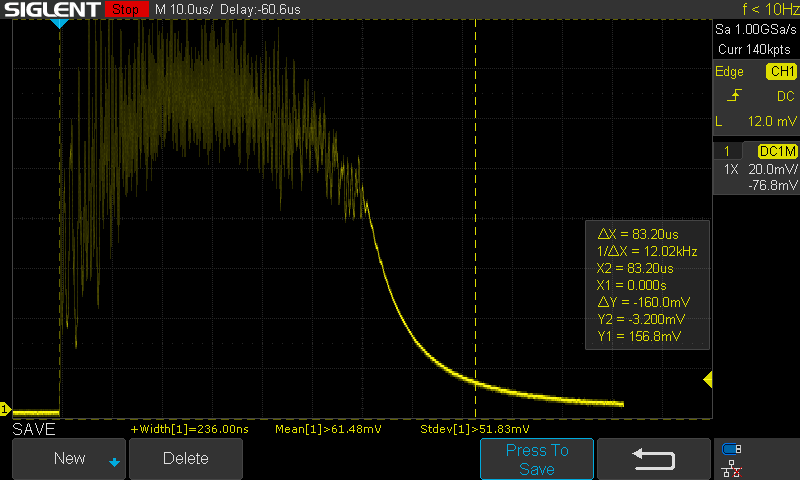 SIGLENT Stop M 10.0us/ Delay:-60.6us f < 10Hz
Sa 1.00GSa/s
Curr 140kpts
Edge CH1
DC
L 12.0 mV
1 DC1M
1X 20.0mV/
-76.8mV
ΔX = 83.20us
1/ΔX = 12.02kHz
X2 = 83.20us
X1 = 0.000s
ΔY = -160.0mV
Y2 = -3.200mV
Y1 = 156.8mV
1
SAVE +Width[1]=236.00ns Mean[1]>61.48mV Stdev[1]>51.83mV
New Delete Press To
Save